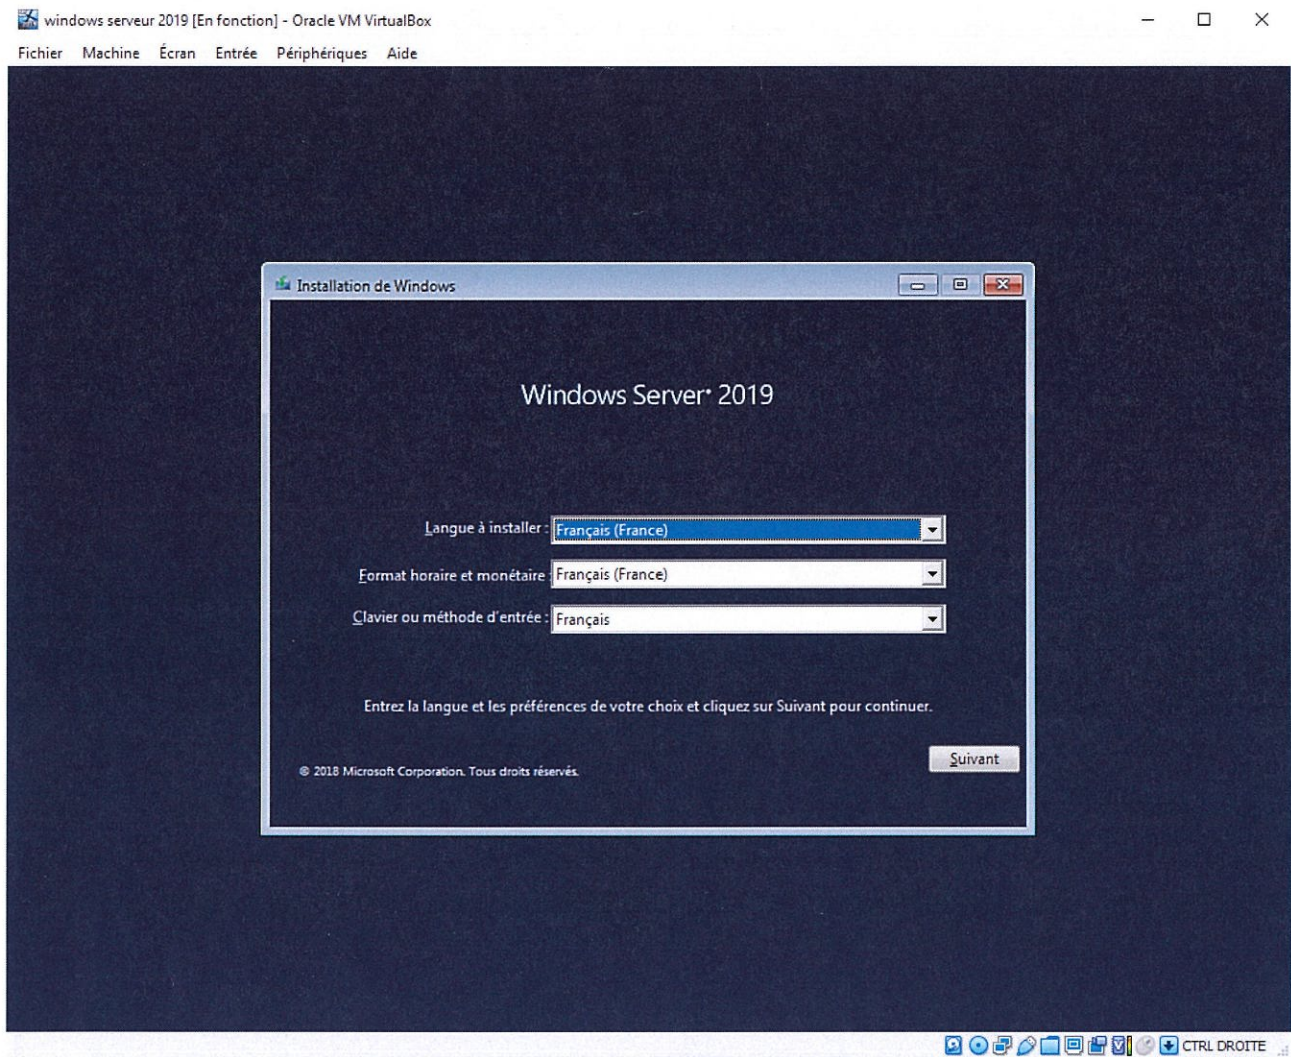 windows serveur 2019 [En fonction] - Oracle VM VirtualBox
Fichier Machine Écran Entrée Périphériques Aide
Installation de Windows
Windows Server® 2019
Langue à installer : Français (France)
Format horaire et monétaire : Français (France)
Clavier ou méthode d'entrée : Français
Entrez la langue et les préférences de votre choix et cliquez sur Suivant pour continuer.
© 2018 Microsoft Corporation. Tous droits réservés.
Suivant
CTRL DROITE